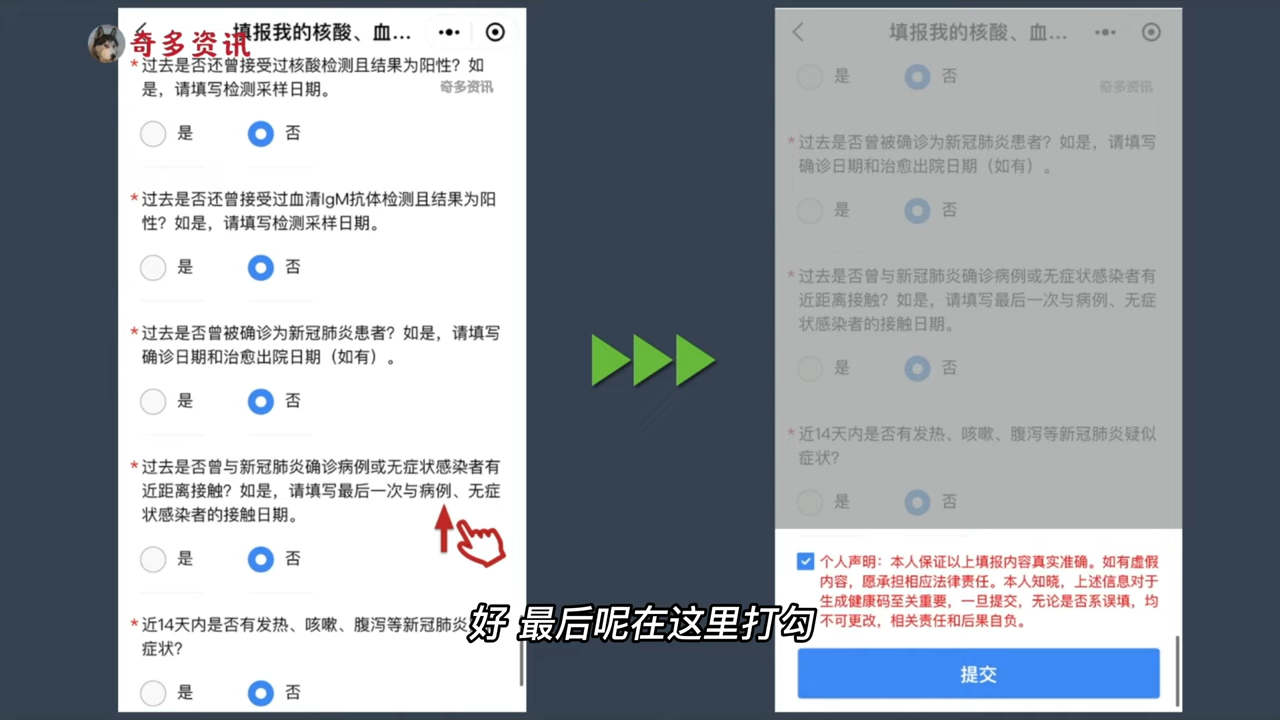 奇多资讯
填报我的核酸、血...
*过去是否还曾接受过核酸检测且结果为阳性？如
是，请填写检测采样日期。
奇多资讯
是 否
*过去是否还曾接受过血清IgM抗体检测且结果为阳
性？如是，请填写检测采样日期。
是 否
*过去是否曾被确诊为新冠肺炎患者？如是，请填写
确诊日期和治愈出院日期（如有）。
是 否
*过去是否曾与新冠肺炎确诊病例或无症状感染者有
近距离接触？如是，请填写最后一次与病例、无症
状感染者的接触日期。
是 否
*近14天内是否有发热、咳嗽、腹泻等新冠肺炎
症状？
是 否
填报我的核酸、血...
是 否
奇多资讯
*过去是否曾被确诊为新冠肺炎患者？如是，请填写
确诊日期和治愈出院日期（如有）。
是 否
*过去是否曾与新冠肺炎确诊病例或无症状感染者有
近距离接触？如是，请填写最后一次与病例、无症
状感染者的接触日期。
是 否
*近14天内是否有发热、咳嗽、腹泻等新冠肺炎疑似
症状？
是 否
个人声明：本人保证以上填报内容真实准确。如有虚假
内容，愿承担相应法律责任。本人知晓，上述信息对于
生成健康码至关重要，一旦提交，无论是否系误填，均
不可更改，相关责任和后果自负。
提交
好 最后呢在这里打勾